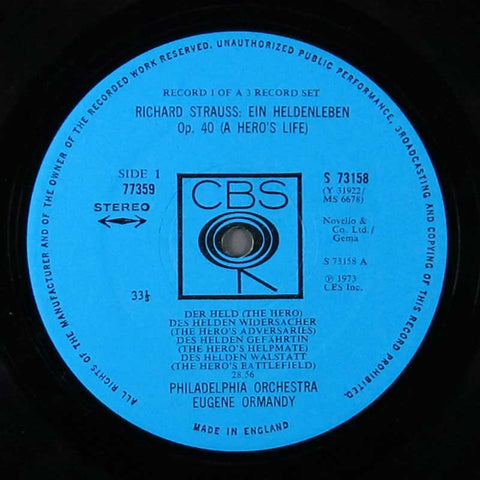 ALL RIGHTS OF THE MANUFACTURER AND OF THE OWNER OF THE RECORDED WORK RESERVED. UNAUTHORIZED PUBLIC PERFORMANCE, BROADCASTING AND COPYING OF THIS RECORD PROHIBITED.
RECORD 1 OF A 3 RECORD SET
RICHARD STRAUSS: EIN HELDENLEBEN
Op. 40 (A HERO'S LIFE)
SIDE 1
77359
STEREO
33⅓
CBS
S 73158
(Y 31922/
MS 6678)
Novello &
Co. Ltd./
Gema
S 73158 A
℗ 1973
CBS Inc.
DER HELD (THE HERO)
DES HELDEN WIDERSACHER
(THE HERO'S ADVERSARIES)
DES HELDEN GEFÄHRTIN
(THE HERO'S HELPMATE)
DES HELDEN WALSTATT
(THE HERO'S BATTLEFIELD)
28.56
PHILADELPHIA ORCHESTRA
EUGENE ORMANDY
MADE IN ENGLAND